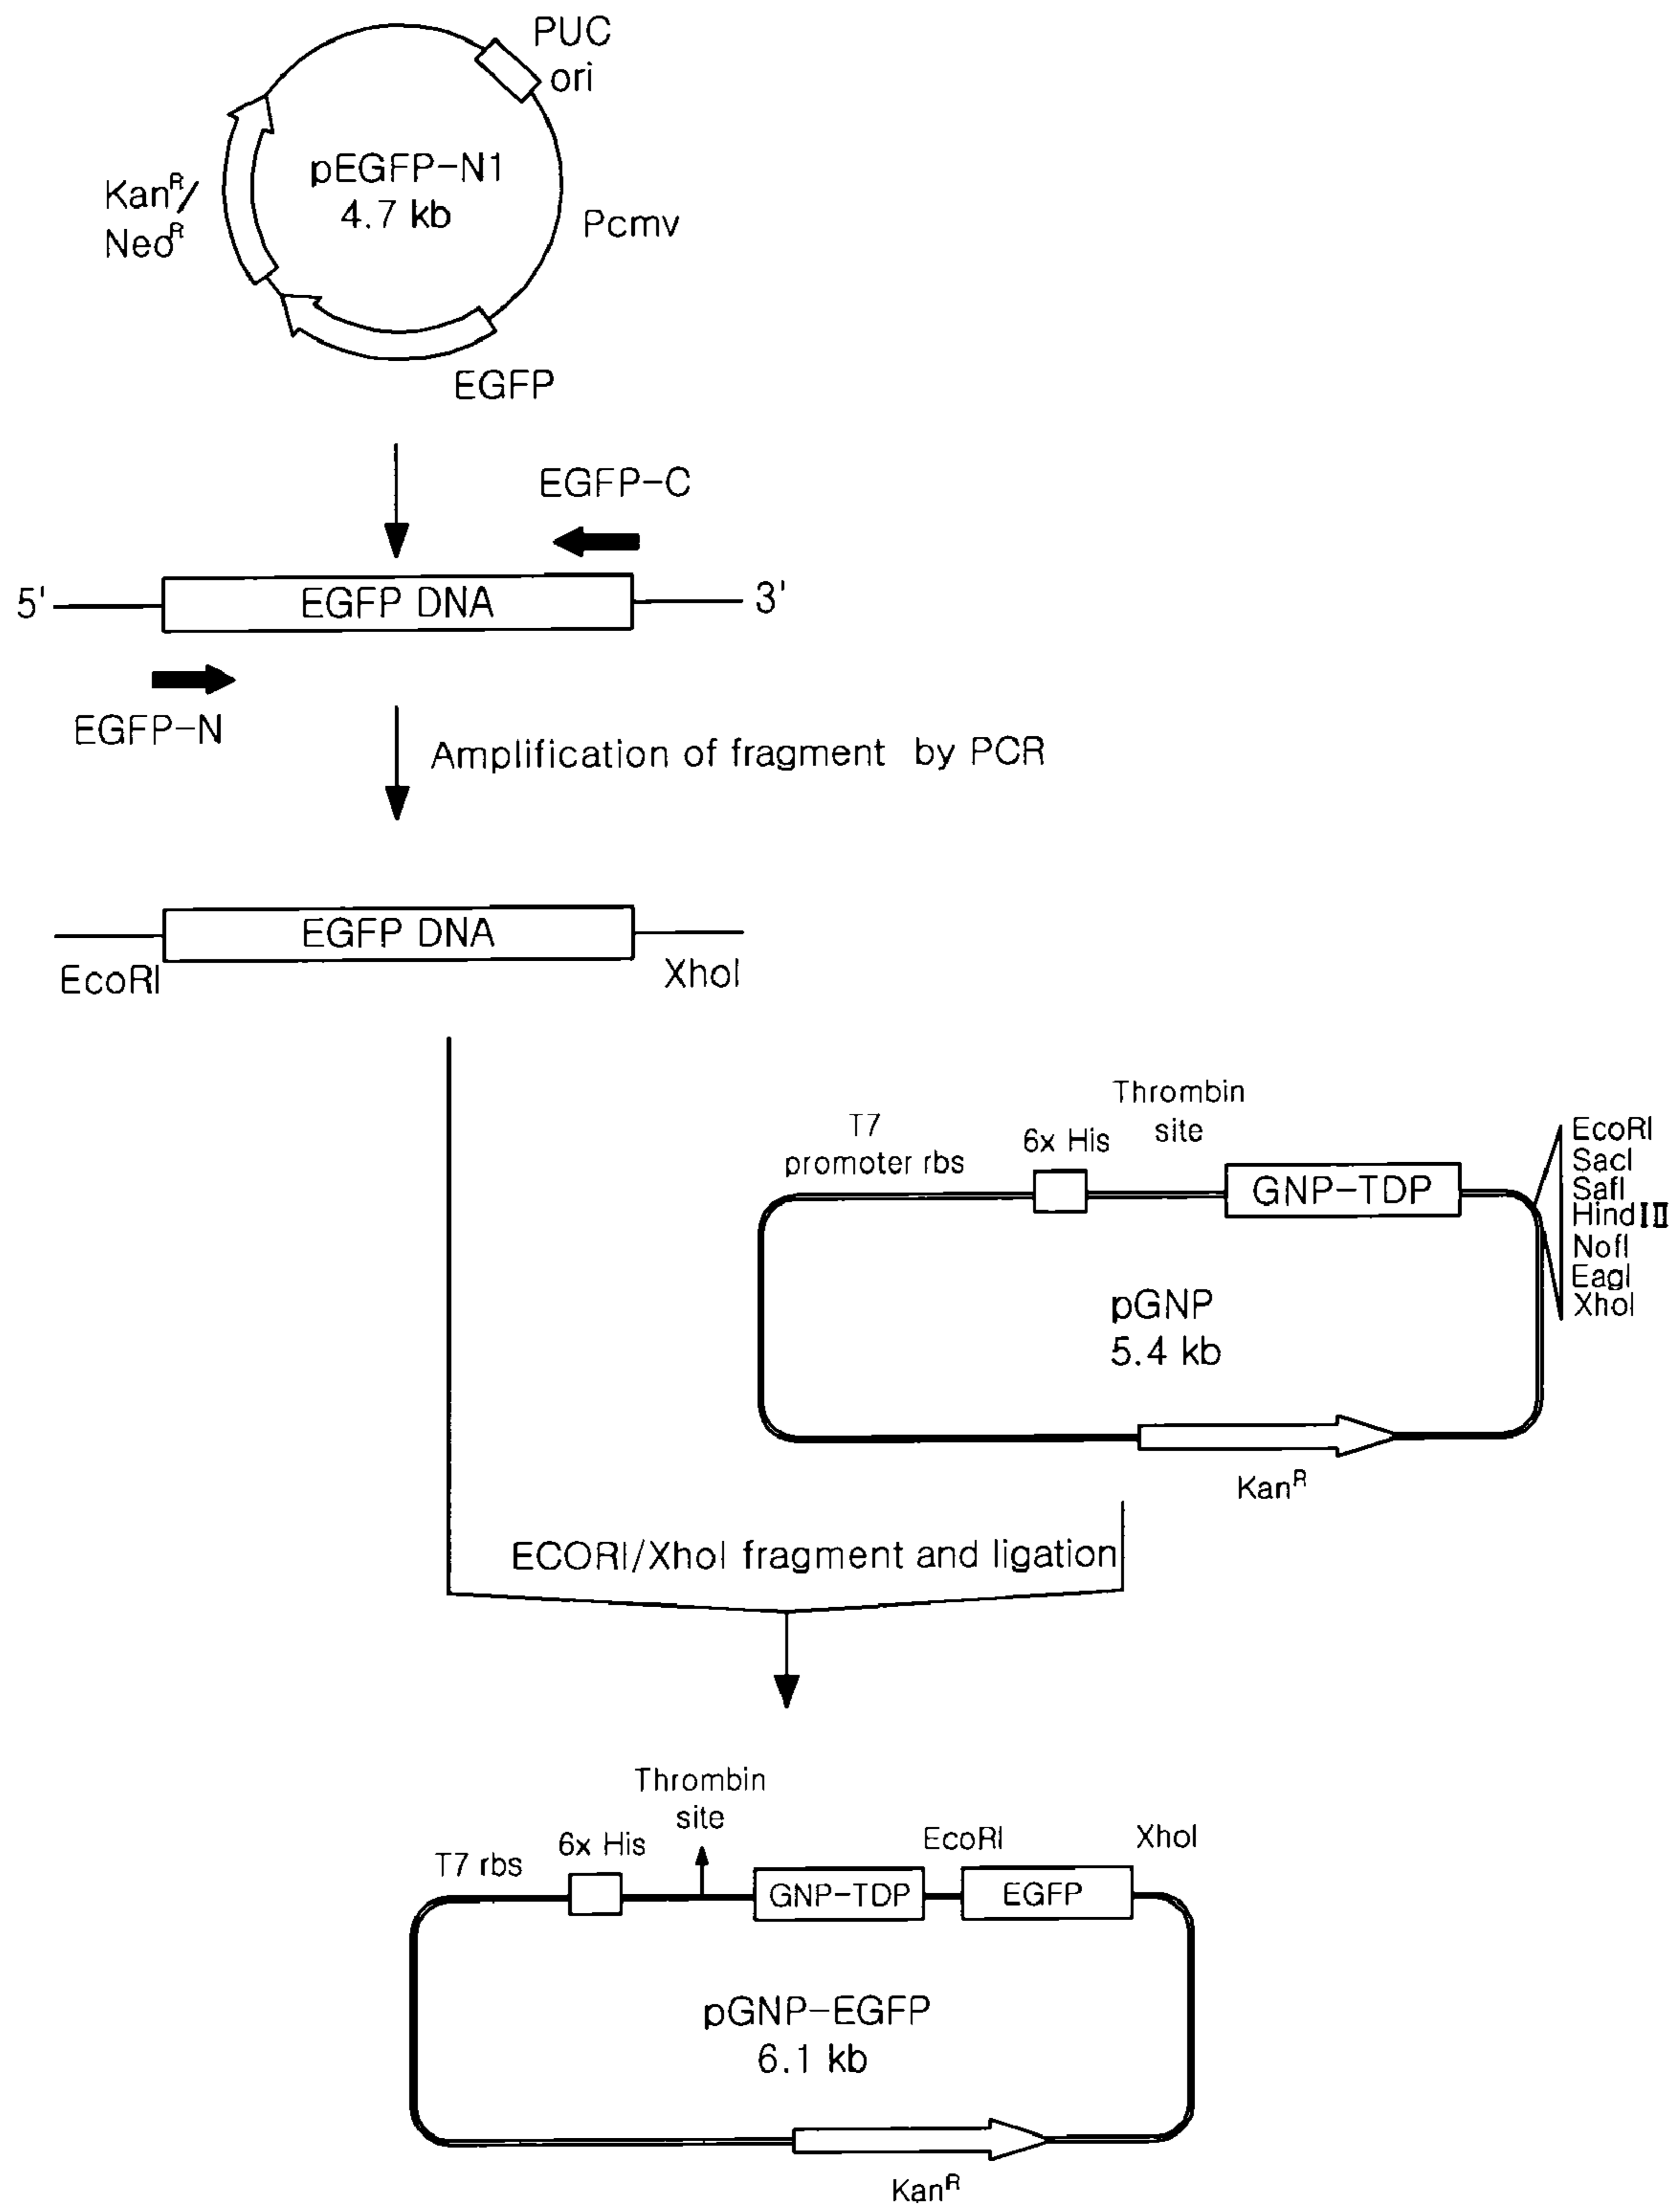 PUC
ori
pEGFP-N1
4.7 kb
Kan^R/
Neo^R
Pcmv
EGFP
EGFP-C
5'
EGFP DNA
3'
EGFP-N
Amplification of fragment by PCR
EGFP DNA
EcoRI
XhoI
Thrombin
site
T7
promoter rbs
6x His
GNP-TDP
EcoRI
SacI
SafI
HindIII
NofI
EagI
XhoI
pGNP
5.4 kb
Kan^R
ECORI/XhoI fragment and ligation
Thrombin
site
T7 rbs
6x His
EcoRI
XhoI
GNP-TDP
EGFP
pGNP-EGFP
6.1 kb
Kan^R